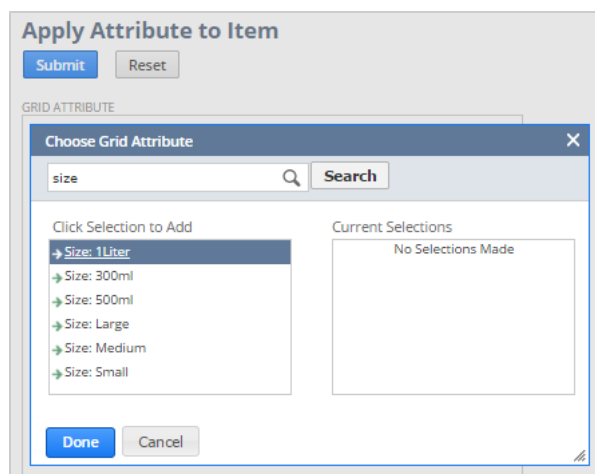 Apply Attribute to Item
Submit Reset
GRID ATTRIBUTE
Choose Grid Attribute
size Search
Click Selection to Add Current Selections
Size: 1Liter No Selections Made
Size: 300ml
Size: 500ml
Size: Large
Size: Medium
Size: Small
Done Cancel